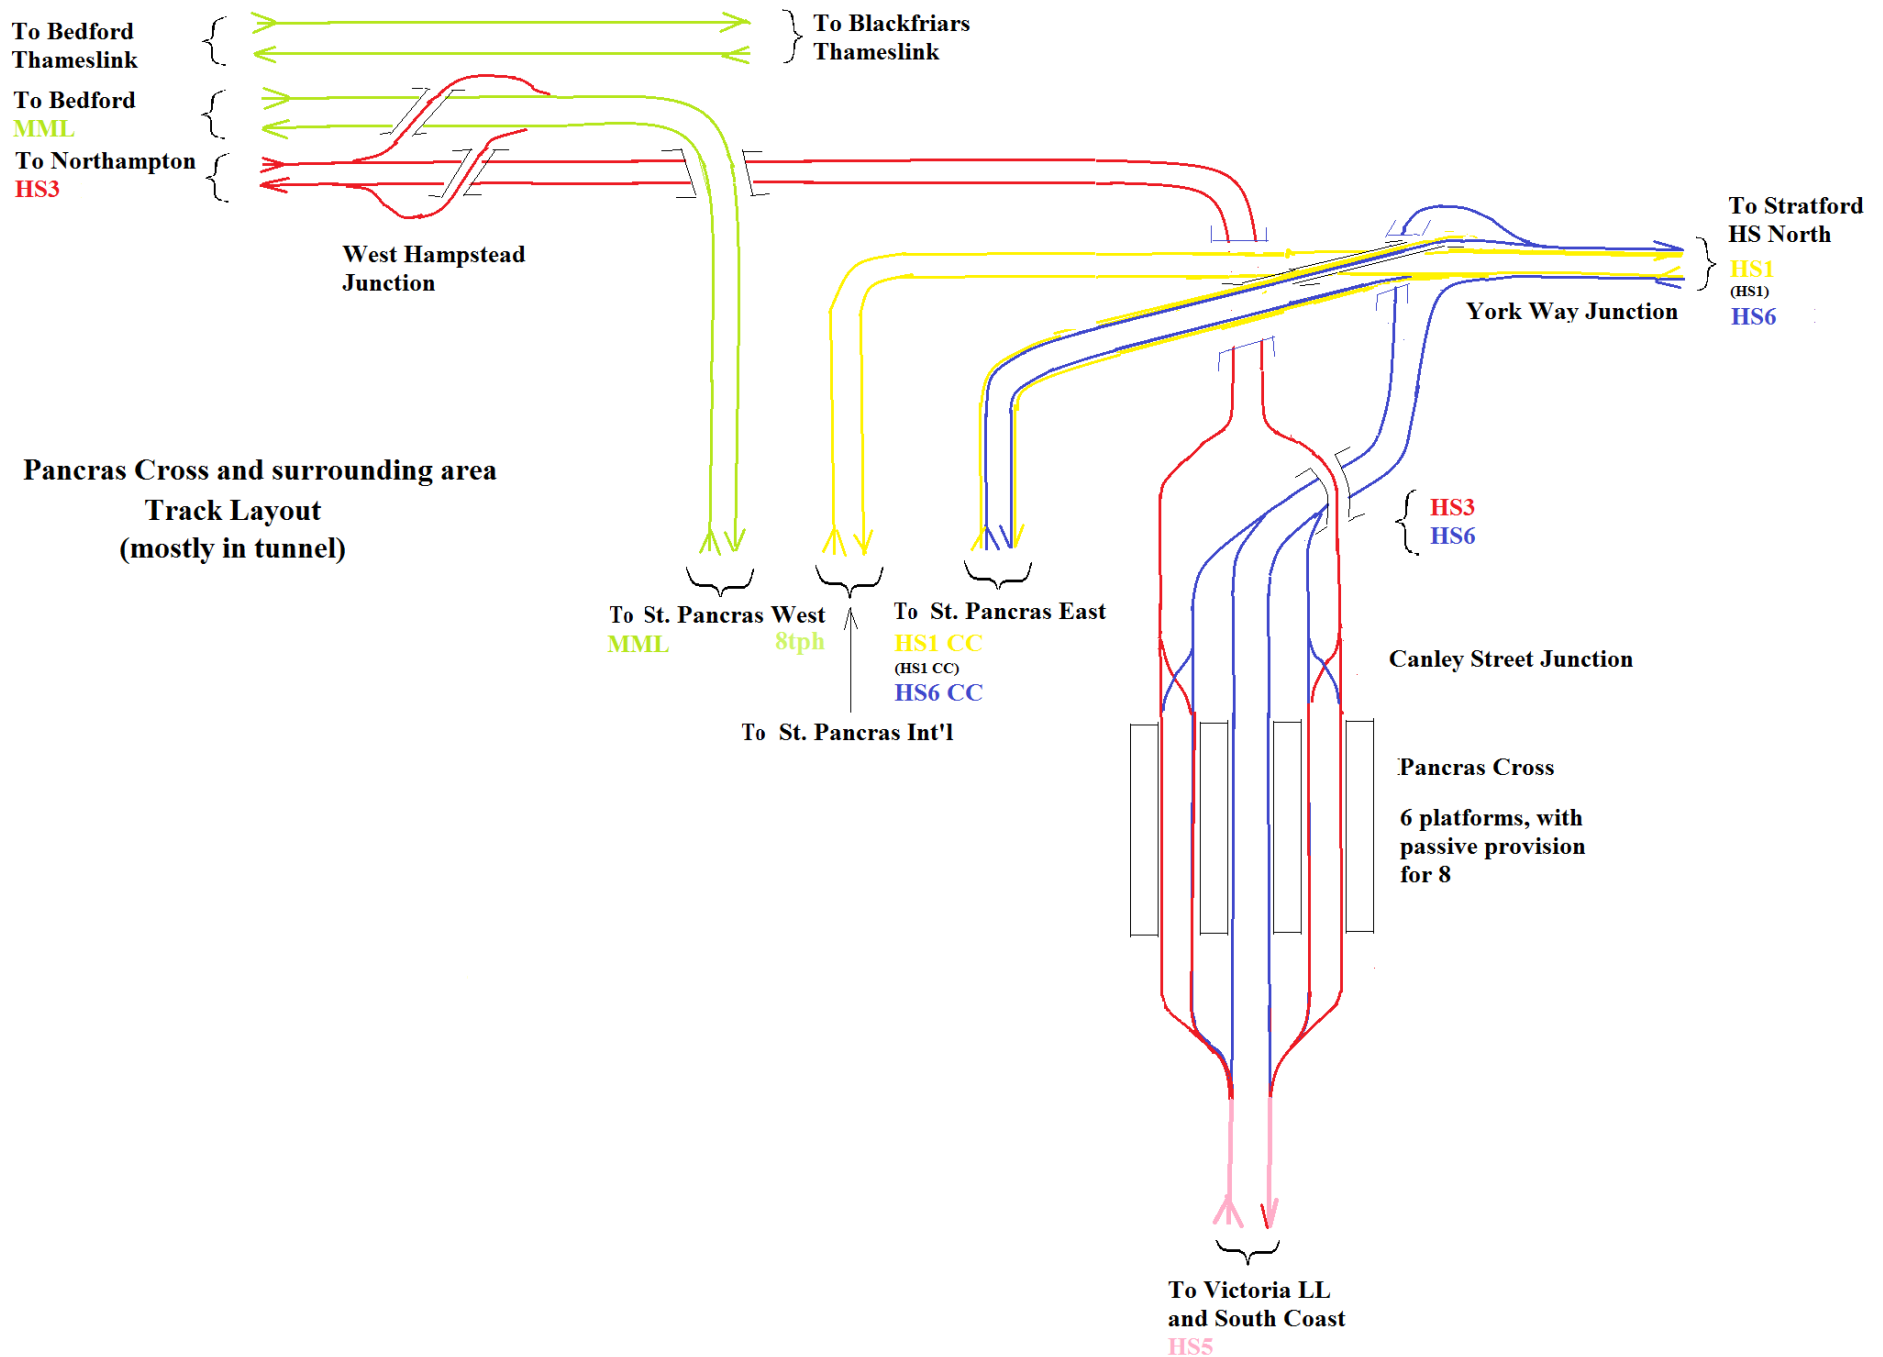 To Bedford
Thameslink
To Blackfriars
Thameslink
To Bedford
MML
To Northampton
HS3
West Hampstead
Junction
To Stratford
HS North
HS1
(HS1)
HS6
York Way Junction
Pancras Cross and surrounding area
Track Layout
(mostly in tunnel)
HS3
HS6
To St. Pancras West
MML 8tph
To St. Pancras East
HS1 CC
(HS1 CC)
HS6 CC
To St. Pancras Int'l
Canley Street Junction
Pancras Cross
6 platforms, with
passive provision
for 8
To Victoria LL
and South Coast
HS5